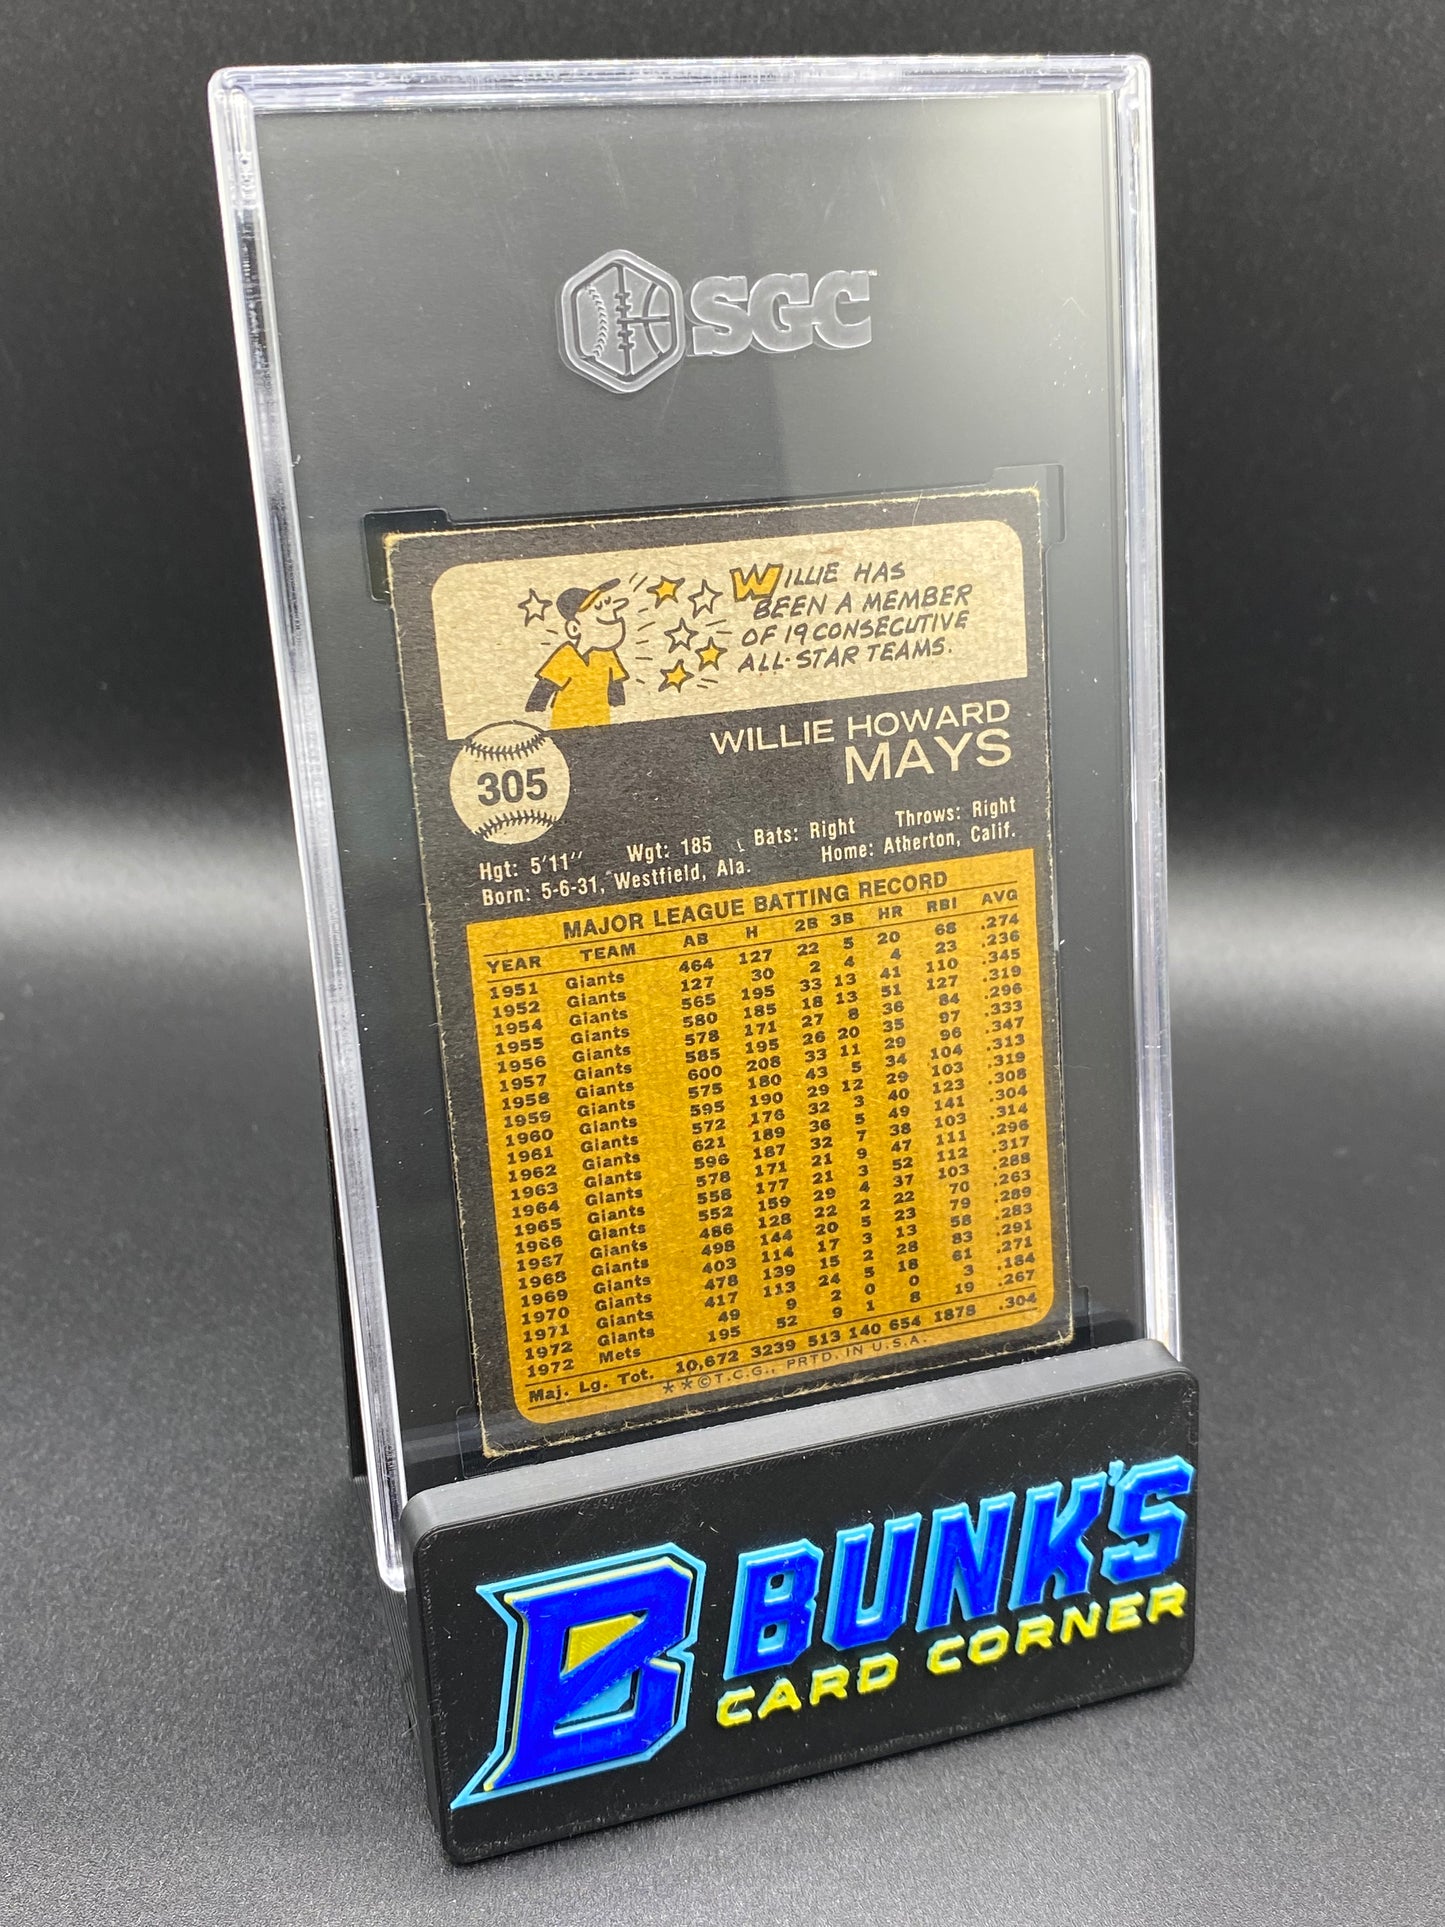 SGC
WILLIE HAS
BEEN A MEMBER
OF 19 CONSECUTIVE
ALL-STAR TEAMS.
305
WILLIE HOWARD
MAYS
Hgt: 5'11" Wgt: 185 Bats: Right Throws: Right
Born: 5-6-31, Westfield, Ala. Home: Atherton, Calif.
MAJOR LEAGUE BATTING RECORD
YEAR TEAM AB H 2B 3B HR RBI AVG
1951 Giants 464 127 22 5 20 68 .274
1952 Giants 127 30 2 4 4 23 .236
1954 Giants 565 195 33 13 41 110 .345
1955 Giants 580 185 18 13 51 127 .319
1956 Giants 578 171 27 8 36 84 .296
1957 Giants 585 195 26 20 35 97 .333
1958 Giants 600 208 33 11 29 96 .347
1959 Giants 575 180 43 5 34 104 .313
1960 Giants 595 190 29 12 29 103 .319
1961 Giants 572 176 32 3 40 123 .308
1962 Giants 621 189 36 5 49 141 .304
1963 Giants 596 187 32 7 38 103 .314
1964 Giants 578 171 21 9 47 111 .296
1965 Giants 558 177 21 3 52 112 .317
1966 Giants 552 159 29 4 37 103 .288
1967 Giants 486 128 22 2 22 70 .263
1968 Giants 498 144 20 5 23 79 .289
1969 Giants 403 114 17 3 13 58 .283
1970 Giants 478 139 15 2 28 83 .291
1971 Giants 417 113 24 5 18 61 .271
1972 Giants 49 9 2 0 0 3 .184
1972 Mets 195 52 9 1 8 19 .267
Maj. Lg. Tot. 10,672 3239 513 140 654 1878 .304
**©T.C.G., PRTD. IN U.S.A.
B BUNK'S
CARD CORNER